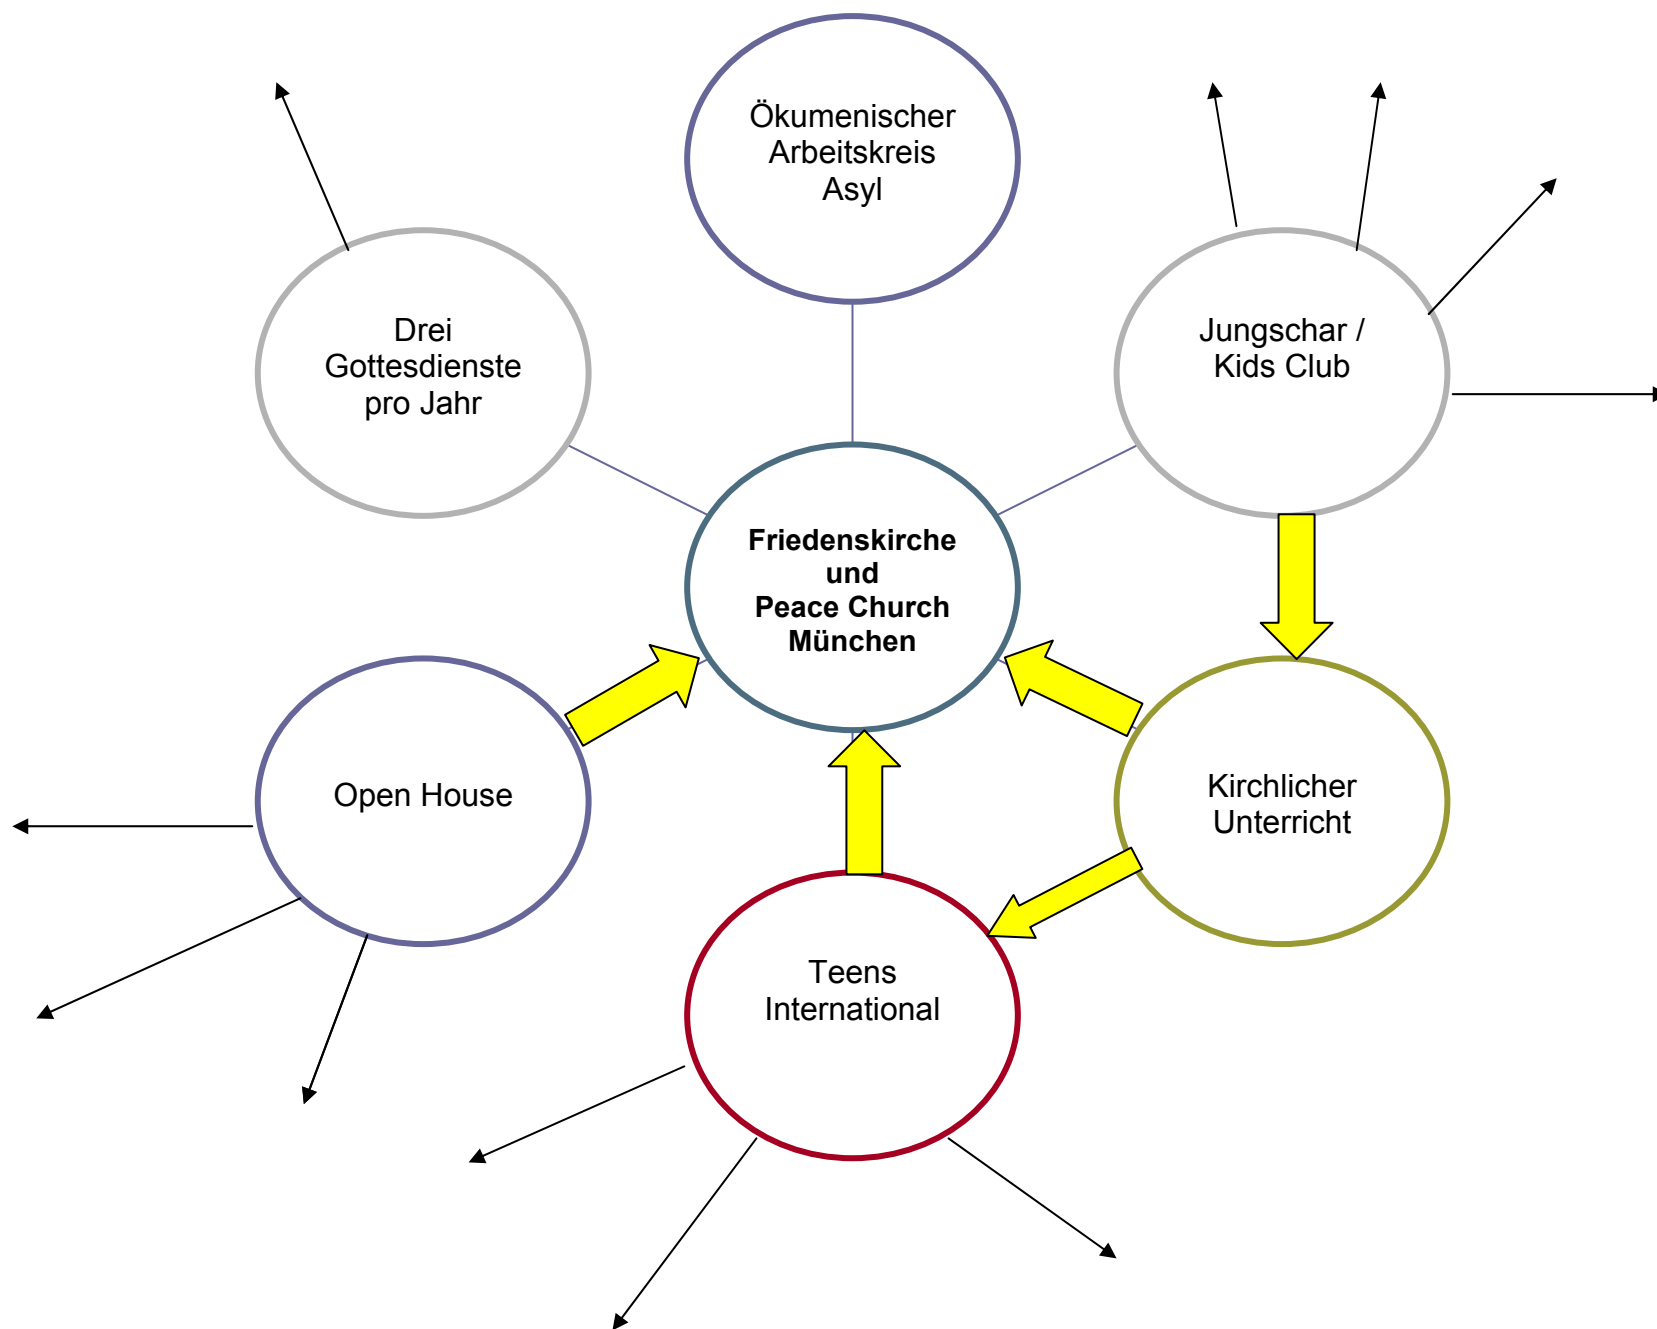 Ökumenischer
Arbeitskreis
Asyl
Drei
Gottesdienste
pro Jahr
Jungschar /
Kids Club
Friedenskirche
und
Peace Church
München
Open House
Kirchlicher
Unterricht
Teens
International